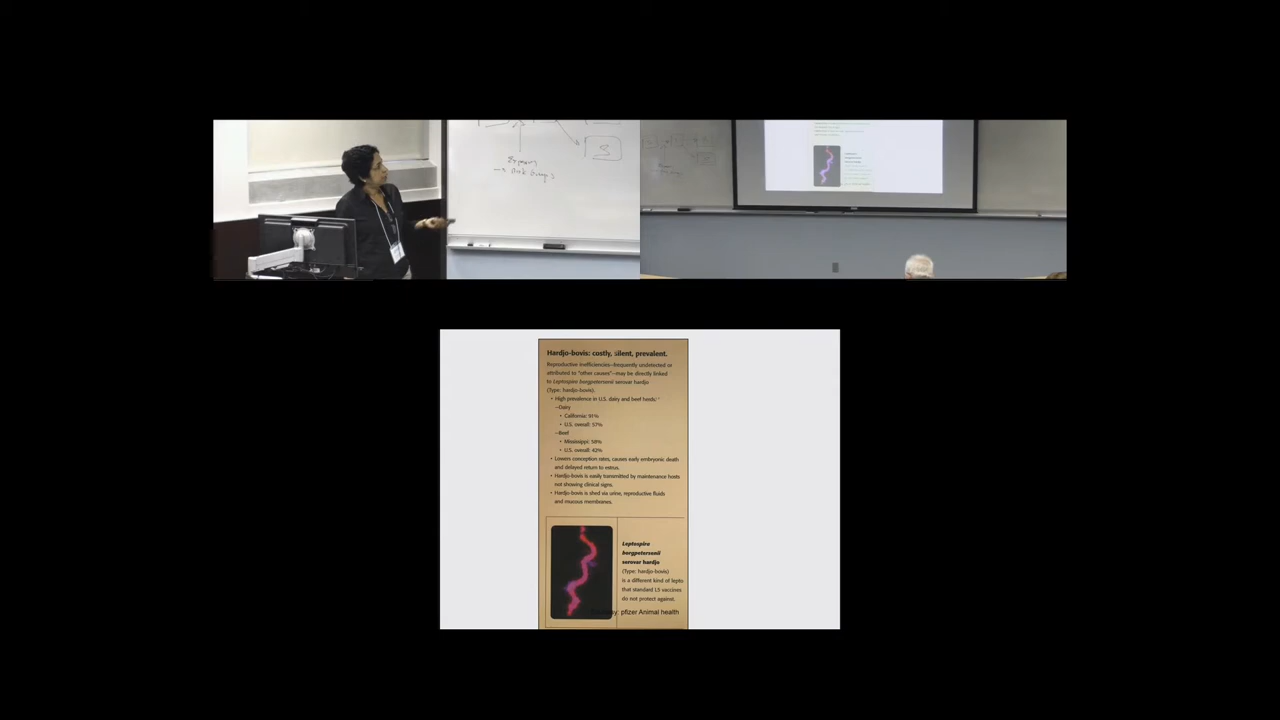 S
Hardjo-bovis: costly, silent, prevalent.
Reproductive inefficiencies—frequently undetected or
attributed to "other causes"—may be directly linked
to Leptospira borgpetersenii serovar hardjo
(Type: hardjo-bovis).
• High prevalence in U.S. dairy and beef herds:
—Dairy
• California: 91%
• U.S. overall: 57%
—Beef
• Mississippi: 58%
• U.S. overall: 42%
• Lowers conception rates, causes early embryonic death
and delayed return to estrus.
• Hardjo-bovis is easily transmitted by maintenance hosts
not showing clinical signs.
• Hardjo-bovis is shed via urine, reproductive fluids
and mucous membranes.
Leptospira
borgpetersenii
serovar hardjo
(Type: hardjo-bovis)
is a different kind of lepto
that standard L5 vaccines
do not protect against.
pfizer Animal health